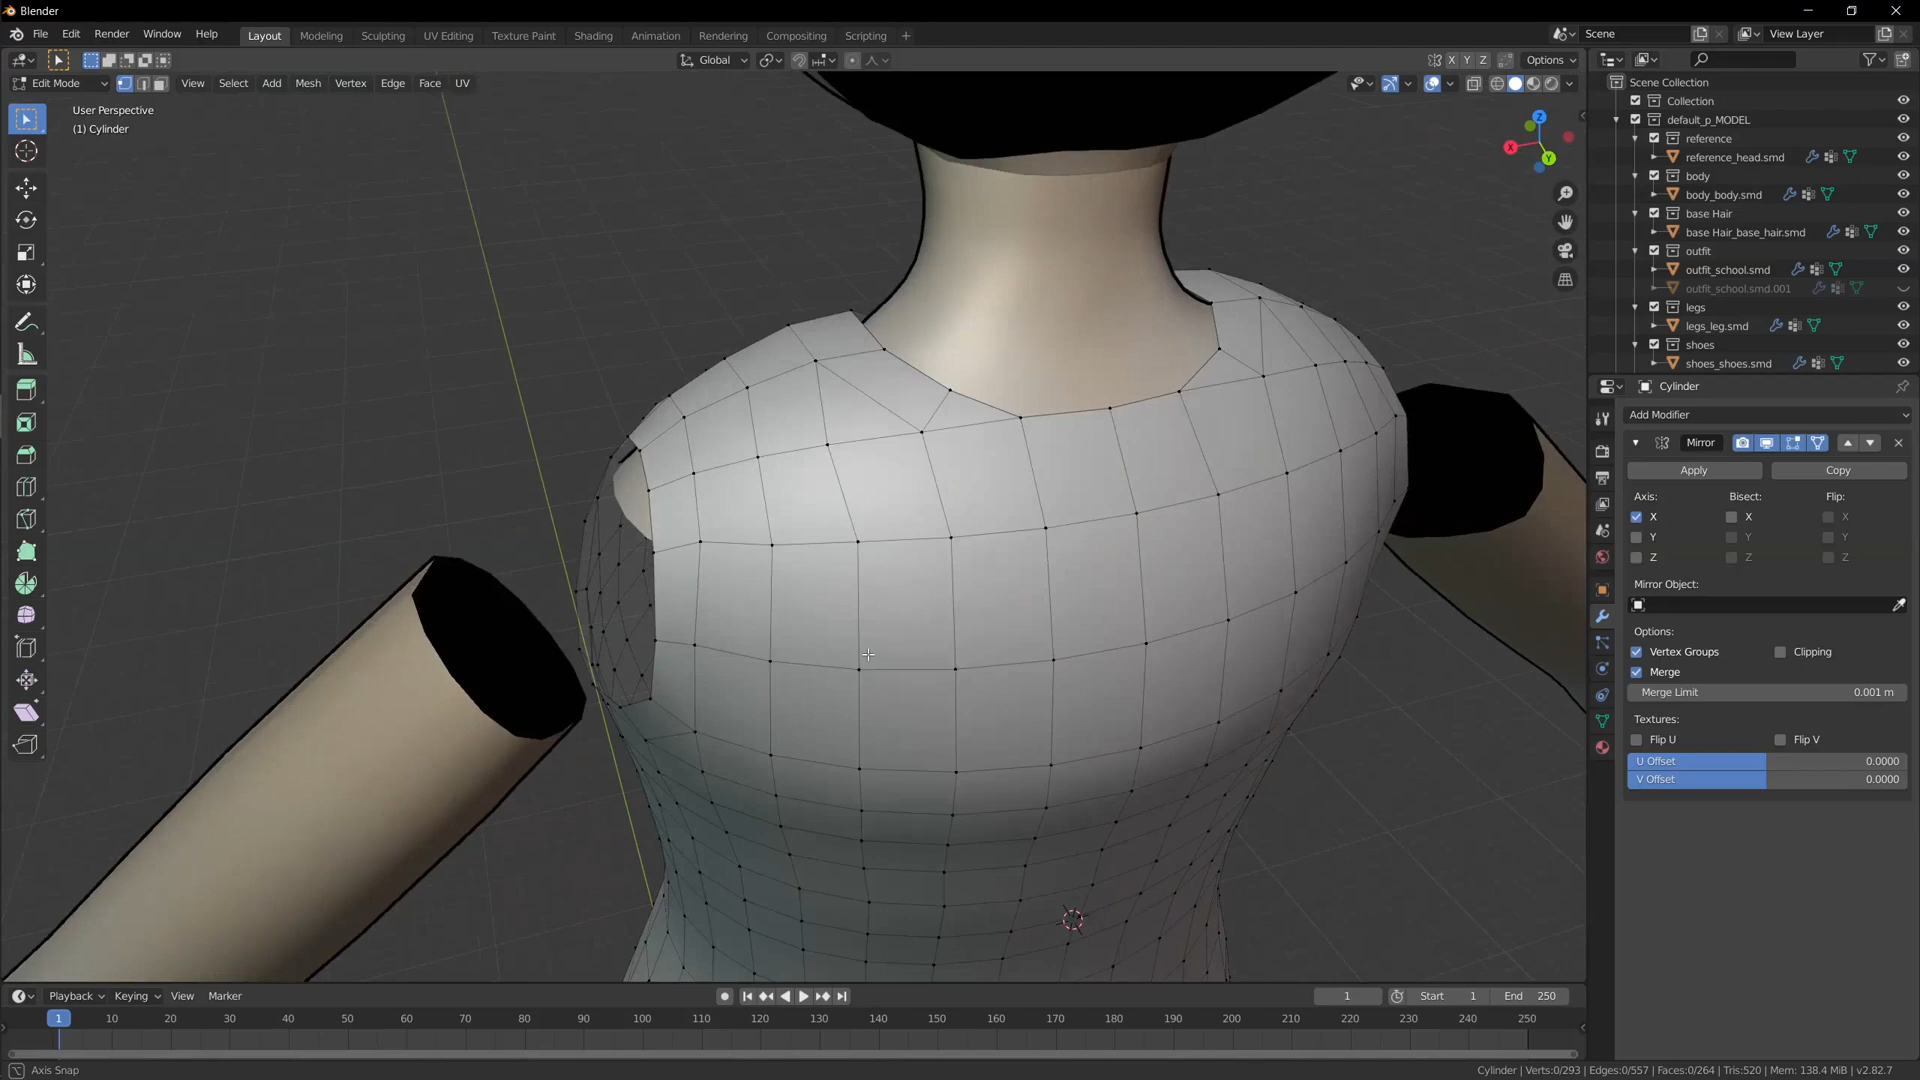 Blender
File Edit Render Window Help Layout Modeling Sculpting UV Editing Texture Paint Shading Animation Rendering Compositing Scripting + Scene View Layer
Global X Y Z Options
Edit Mode View Select Add Mesh Vertex Edge Face UV
User Perspective
(1) Cylinder
Z
X
Y
Scene Collection
Collection
default_p_MODEL
reference
reference_head.smd
body
body_body.smd
base Hair
base Hair_base_hair.smd
outfit
outfit_school.smd
outfit_school.smd.001
legs
legs_leg.smd
shoes
shoes_shoes.smd
Cylinder
Add Modifier
Mirror
Apply Copy
Axis: Bisect: Flip:
X X X
Y Y Y
Z Z Z
Mirror Object:
Options:
Vertex Groups Clipping
Merge
Merge Limit 0.001 m
Textures:
Flip U Flip V
U Offset 0.0000
V Offset 0.0000
Playback Keying View Marker 1 Start 1 End 250
1 10 20 30 40 50 60 70 80 90 100 110 120 130 140 150 160 170 180 190 200 210 220 230 240 250
Axis Snap Cylinder | Verts:0/293 | Edges:0/557 | Faces:0/264 | Tris:520 | Mem: 138.4 MiB | v2.82.7